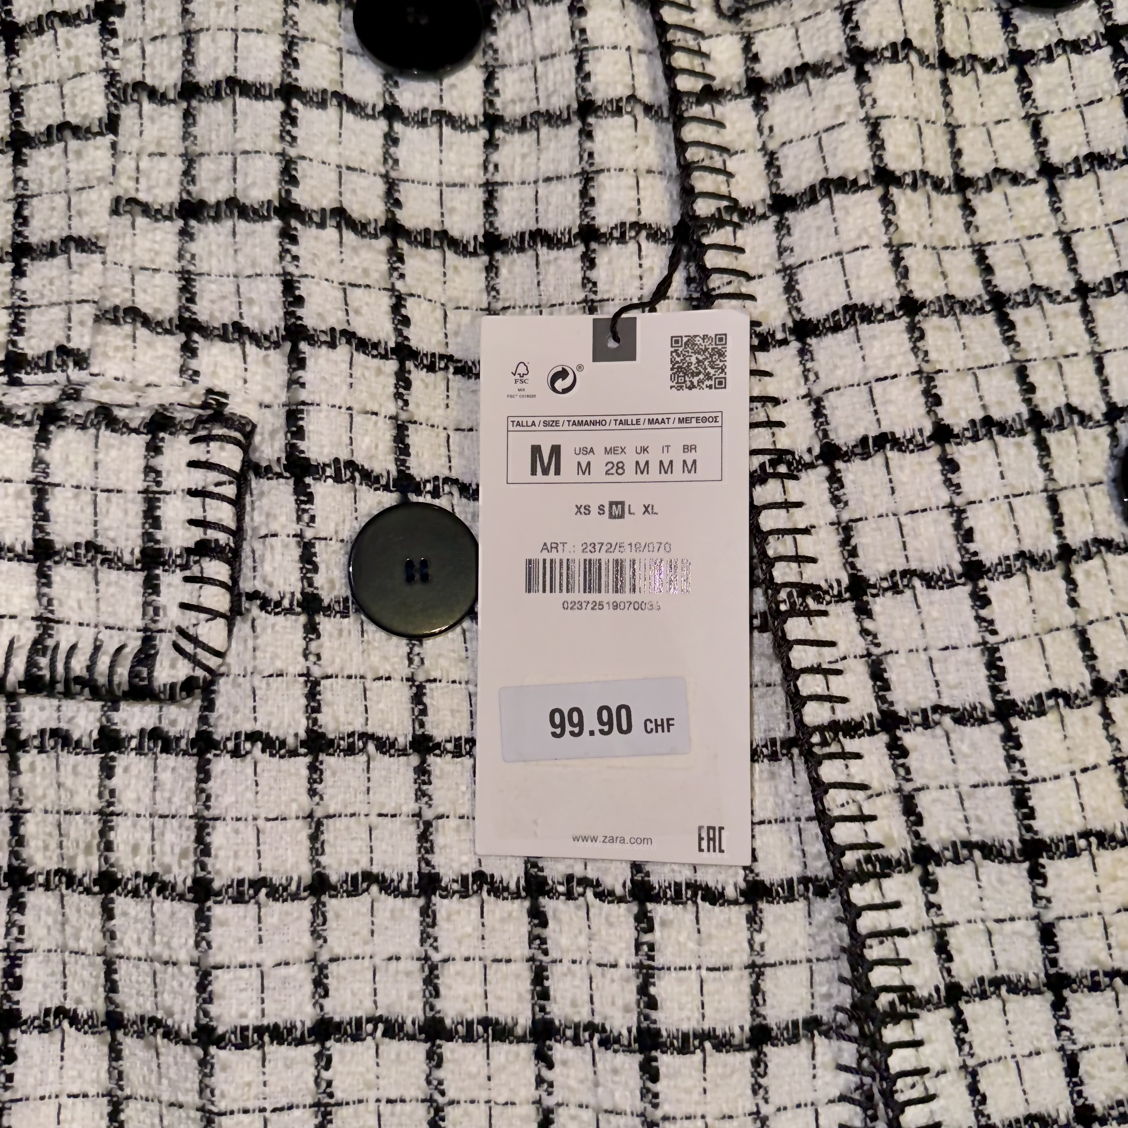 FSC
MIX
®
TALLA / SIZE / TAMANHO / TAILLE / MAAT / ΜΕΓΕΘΟΣ
M
USA MEX UK IT BR
M 28 M M M
XS S M L XL
ART.: 2372/519/070
99.90 CHF
www.zara.com
EAC